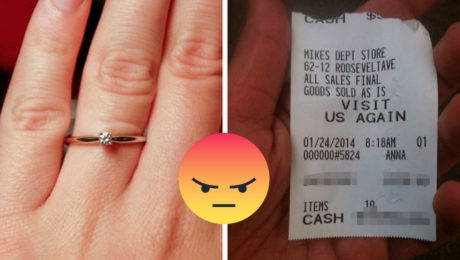 CASH
MIKES DEPT STORE
62-12 ROOSEVELTAVE
ALL SALES FINAL
GOODS SOLD AS IS
VISIT
US AGAIN
01/24/2014 8:18AM 01
000000#5824 ANNA
ITEMS 10
CASH